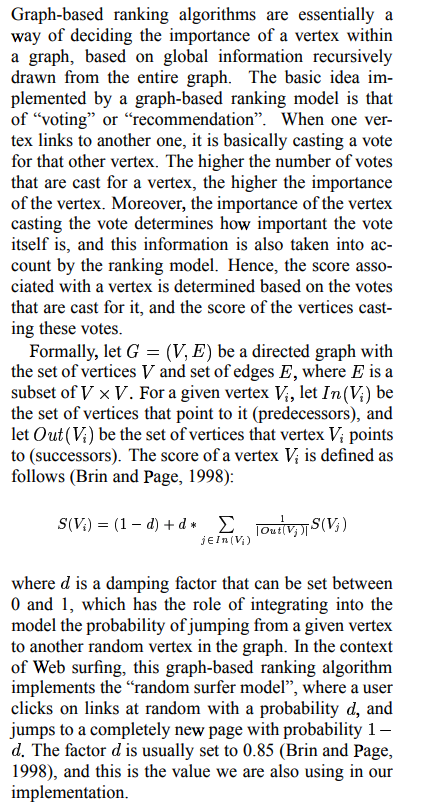 Graph-based ranking algorithms are essentially a
way of deciding the importance of a vertex within
a graph, based on global information recursively
drawn from the entire graph. The basic idea im-
plemented by a graph-based ranking model is that
of “voting” or “recommendation”. When one ver-
tex links to another one, it is basically casting a vote
for that other vertex. The higher the number of votes
that are cast for a vertex, the higher the importance
of the vertex. Moreover, the importance of the vertex
casting the vote determines how important the vote
itself is, and this information is also taken into ac-
count by the ranking model. Hence, the score asso-
ciated with a vertex is determined based on the votes
that are cast for it, and the score of the vertices cast-
ing these votes.
Formally, let G = (V, E) be a directed graph with
the set of vertices V and set of edges E, where E is a
subset of V × V. For a given vertex V_i, let In(V_i) be
the set of vertices that point to it (predecessors), and
let Out(V_i) be the set of vertices that vertex V_i points
to (successors). The score of a vertex V_i is defined as
follows (Brin and Page, 1998):
S(V_i) = (1 − d) + d * ∑_{j∈In(V_i)} 1/|Out(V_j)| S(V_j)
where d is a damping factor that can be set between
0 and 1, which has the role of integrating into the
model the probability of jumping from a given vertex
to another random vertex in the graph. In the context
of Web surfing, this graph-based ranking algorithm
implements the “random surfer model”, where a user
clicks on links at random with a probability d, and
jumps to a completely new page with probability 1 −
d. The factor d is usually set to 0.85 (Brin and Page,
1998), and this is the value we are also using in our
implementation.